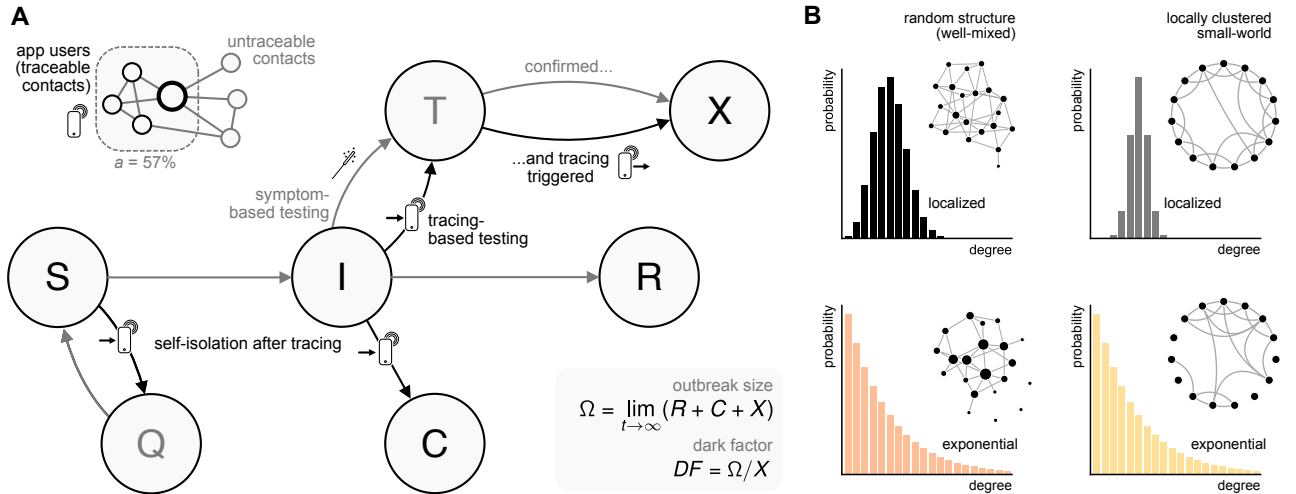 A
app users
(traceable
contacts)
untraceable
contacts
a = 57%
T
confirmed...
X
...and tracing
triggered
symptom-
based testing
tracing-
based testing
S
I
R
self-isolation after tracing
Q
C
outbreak size
Ω = lim (R + C + X)
t→∞
dark factor
DF = Ω/X
B
random structure
(well-mixed)
probability
localized
degree
locally clustered
small-world
probability
localized
degree
probability
exponential
degree
probability
exponential
degree